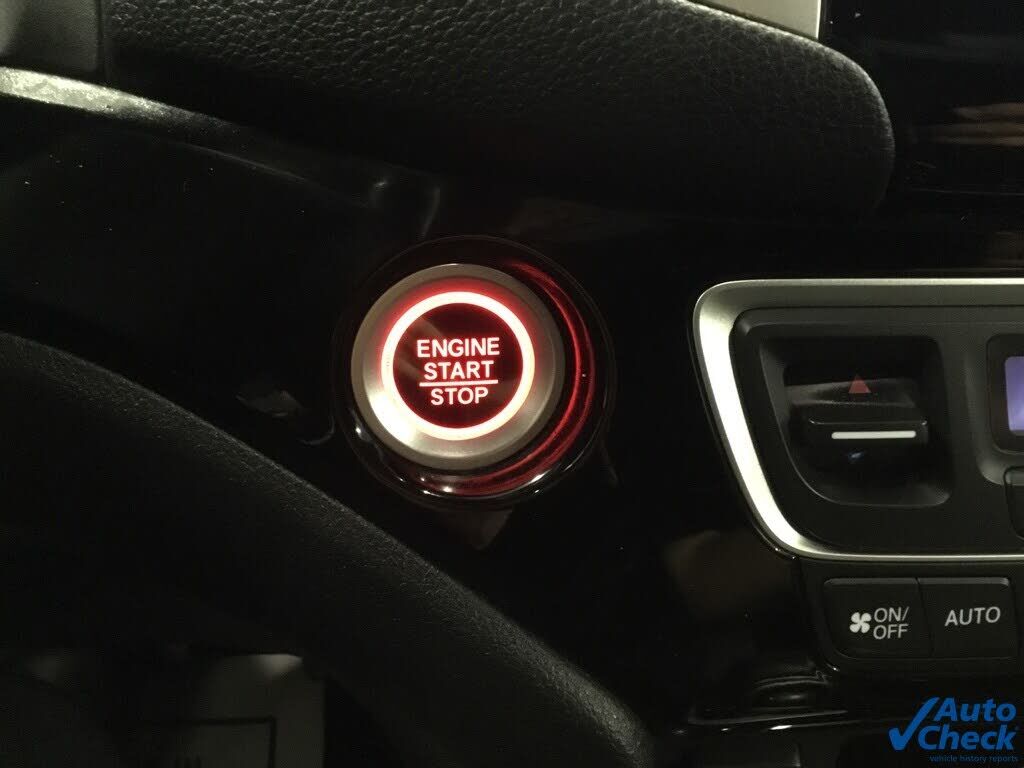 ENGINE
START
STOP
ON/
OFF
AUTO
Auto
Check
vehicle history reports